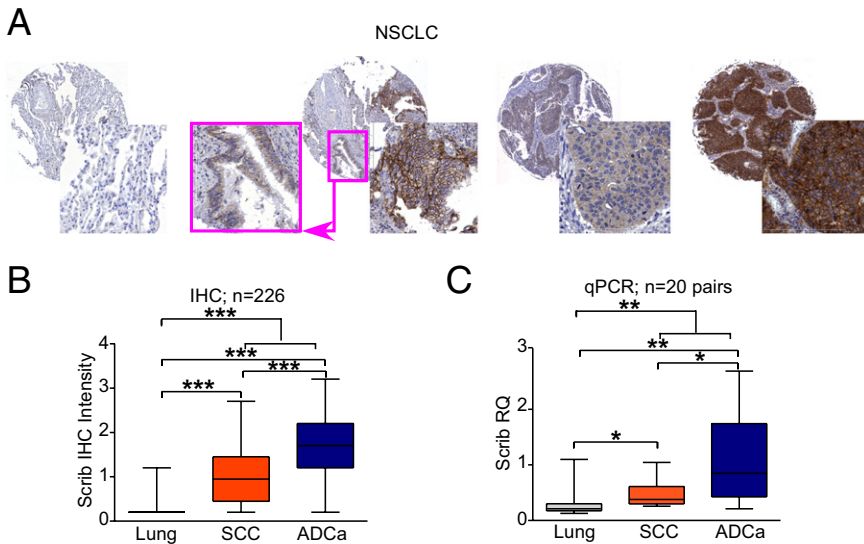 A
NSCLC
B
IHC; n=226
***
***
***
***
Scrib IHC Intensity
4
3
2
1
0
Lung SCC ADCa
C
qPCR; n=20 pairs
**
**
*
*
Scrib RQ
3
2
1
0
Lung SCC ADCa